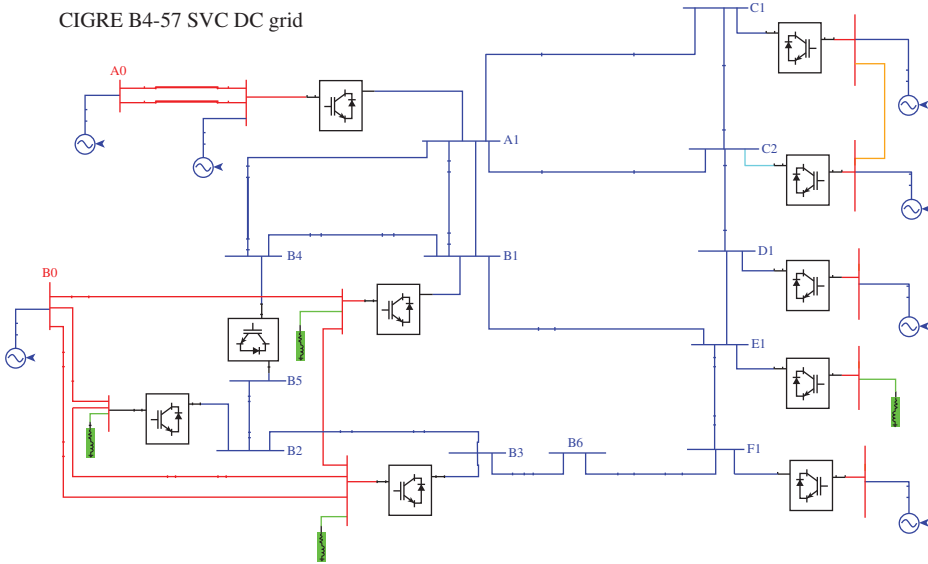 CIGRE B4-57 SVC DC grid
C1
A0
A1
C2
B4
B1
D1
B0
E1
B5
B2
B3
B6
F1